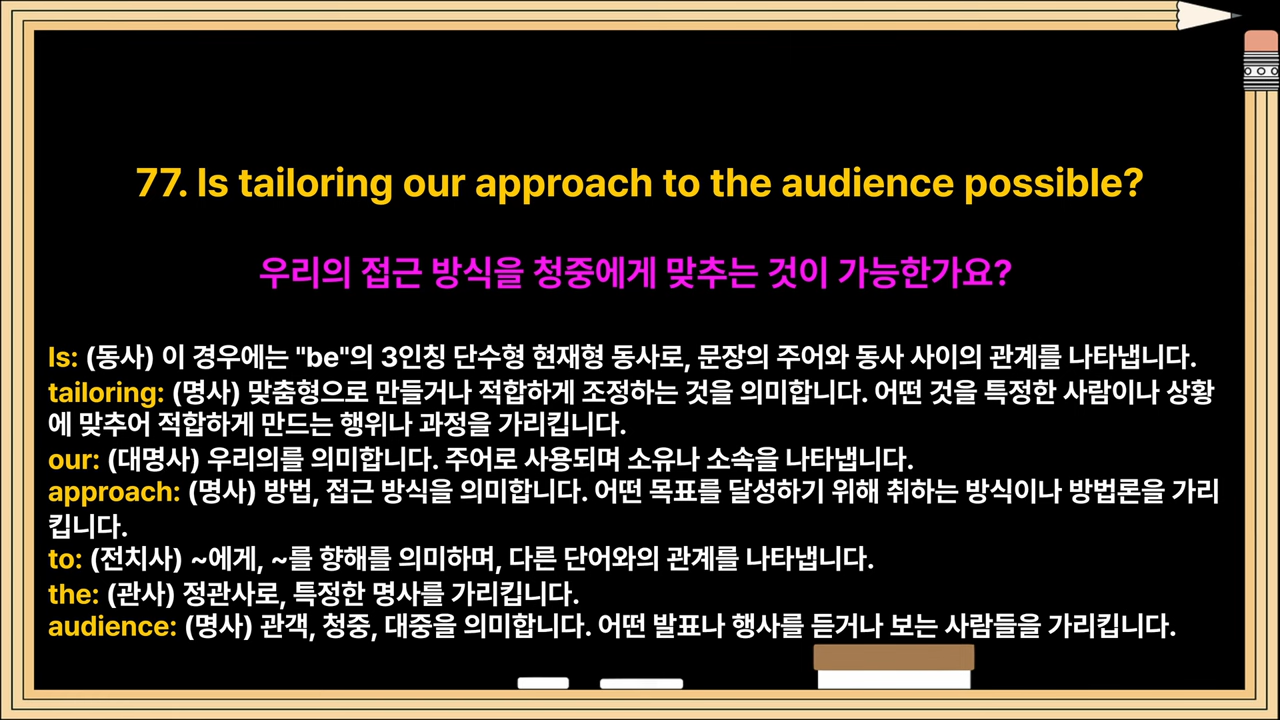 77. Is tailoring our approach to the audience possible?
우리의 접근 방식을 청중에게 맞추는 것이 가능한가요?
Is: (동사) 이 경우에는 "be"의 3인칭 단수형 현재형 동사로, 문장의 주어와 동사 사이의 관계를 나타냅니다.
tailoring: (명사) 맞춤형으로 만들거나 적합하게 조정하는 것을 의미합니다. 어떤 것을 특정한 사람이나 상황
에 맞추어 적합하게 만드는 행위나 과정을 가리킵니다.
our: (대명사) 우리의를 의미합니다. 주어로 사용되며 소유나 소속을 나타냅니다.
approach: (명사) 방법, 접근 방식을 의미합니다. 어떤 목표를 달성하기 위해 취하는 방식이나 방법론을 가리
킵니다.
to: (전치사) ~에게, ~를 향해를 의미하며, 다른 단어와의 관계를 나타냅니다.
the: (관사) 정관사로, 특정한 명사를 가리킵니다.
audience: (명사) 관객, 청중, 대중을 의미합니다. 어떤 발표나 행사를 듣거나 보는 사람들을 가리킵니다.